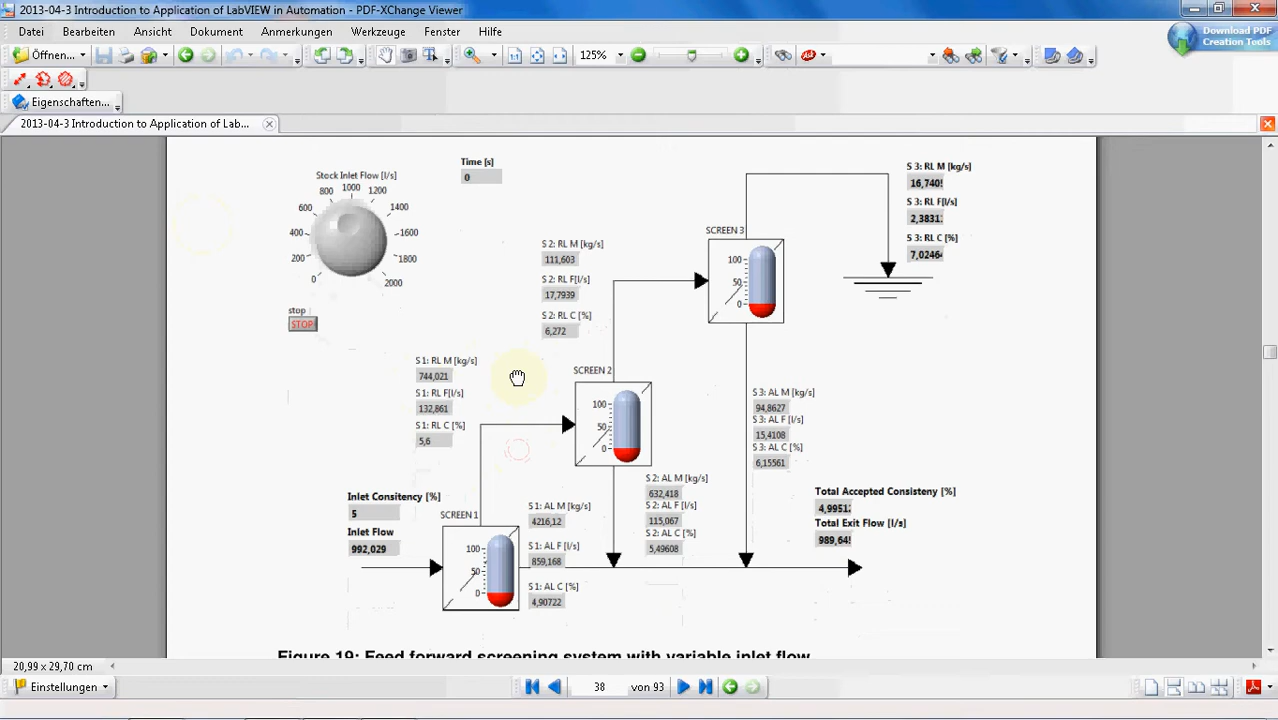 2013-04-3 Introduction to Application of LabVIEW in Automation - PDF-XChange Viewer
Datei Bearbeiten Ansicht Dokument Anmerkungen Werkzeuge Fenster Hilfe
Download PDF
Creation Tools
Öffnen...
125%
Eigenschaften...
2013-04-3 Introduction to Application of Lab...
Time [s]
0
Stock Inlet Flow [l/s]
0 200 400 600 800 1000 1200 1400 1600 1800 2000
stop
STOP
S 3: RL M [kg/s]
16,740
S 3: RL F[l/s]
2,3831
S 3: RL C [%]
7,0246
SCREEN 3
100
50
0
S 2: RL M [kg/s]
111,603
S 2: RL F[l/s]
17,7939
S 2: RL C [%]
6,272
S 1: RL M [kg/s]
744,021
S 1: RL F[l/s]
132,861
S 1: RL C [%]
5,6
SCREEN 2
100
50
0
S 3: AL M [kg/s]
94,8627
S 3: AL F [l/s]
15,4108
S 3: AL C [%]
6,15561
S 2: AL M [kg/s]
632,418
S 2: AL F [l/s]
115,067
S 2: AL C [%]
5,49608
Inlet Consitency [%]
5
Inlet Flow
992,029
SCREEN 1
100
50
0
S 1: AL M [kg/s]
4216,12
S 1: AL F [l/s]
859,168
S 1: AL C [%]
4,90722
Total Accepted Consisteny [%]
4,9951
Total Exit Flow [l/s]
989,64
Figure 19: Feed forward screening system with variable inlet flow
20,99 x 29,70 cm
Einstellungen
38
von 93